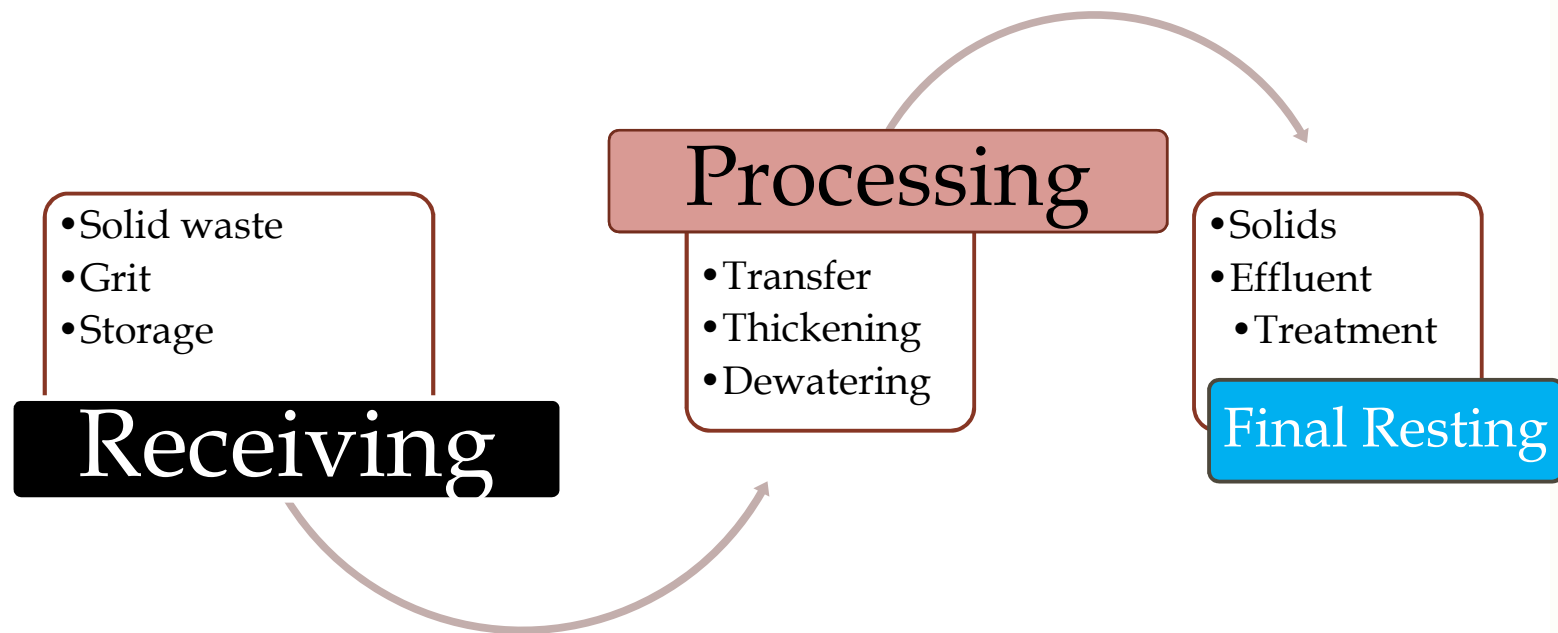 •Solid waste
•Grit
•Storage
Receiving
Processing
•Transfer
•Thickening
•Dewatering
•Solids
•Effluent
•Treatment
Final Resting